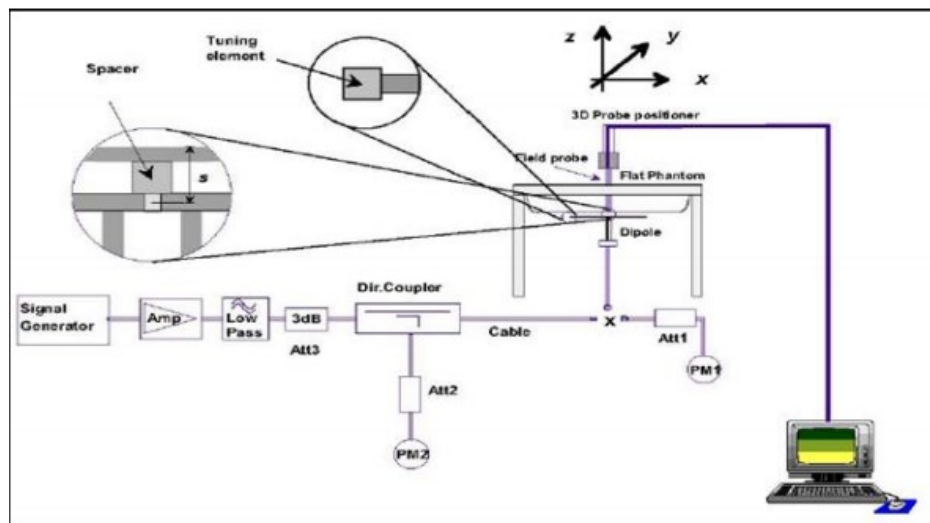 Tuning
element
Spacer
s
z
y
x
3D Probe positioner
Field probe
Flat Phantom
Dipole
Signal
Generator
Amp
Low
Pass
3dB
Att3
Dir.Coupler
Cable
x
Att1
PM1
Att2
PM2